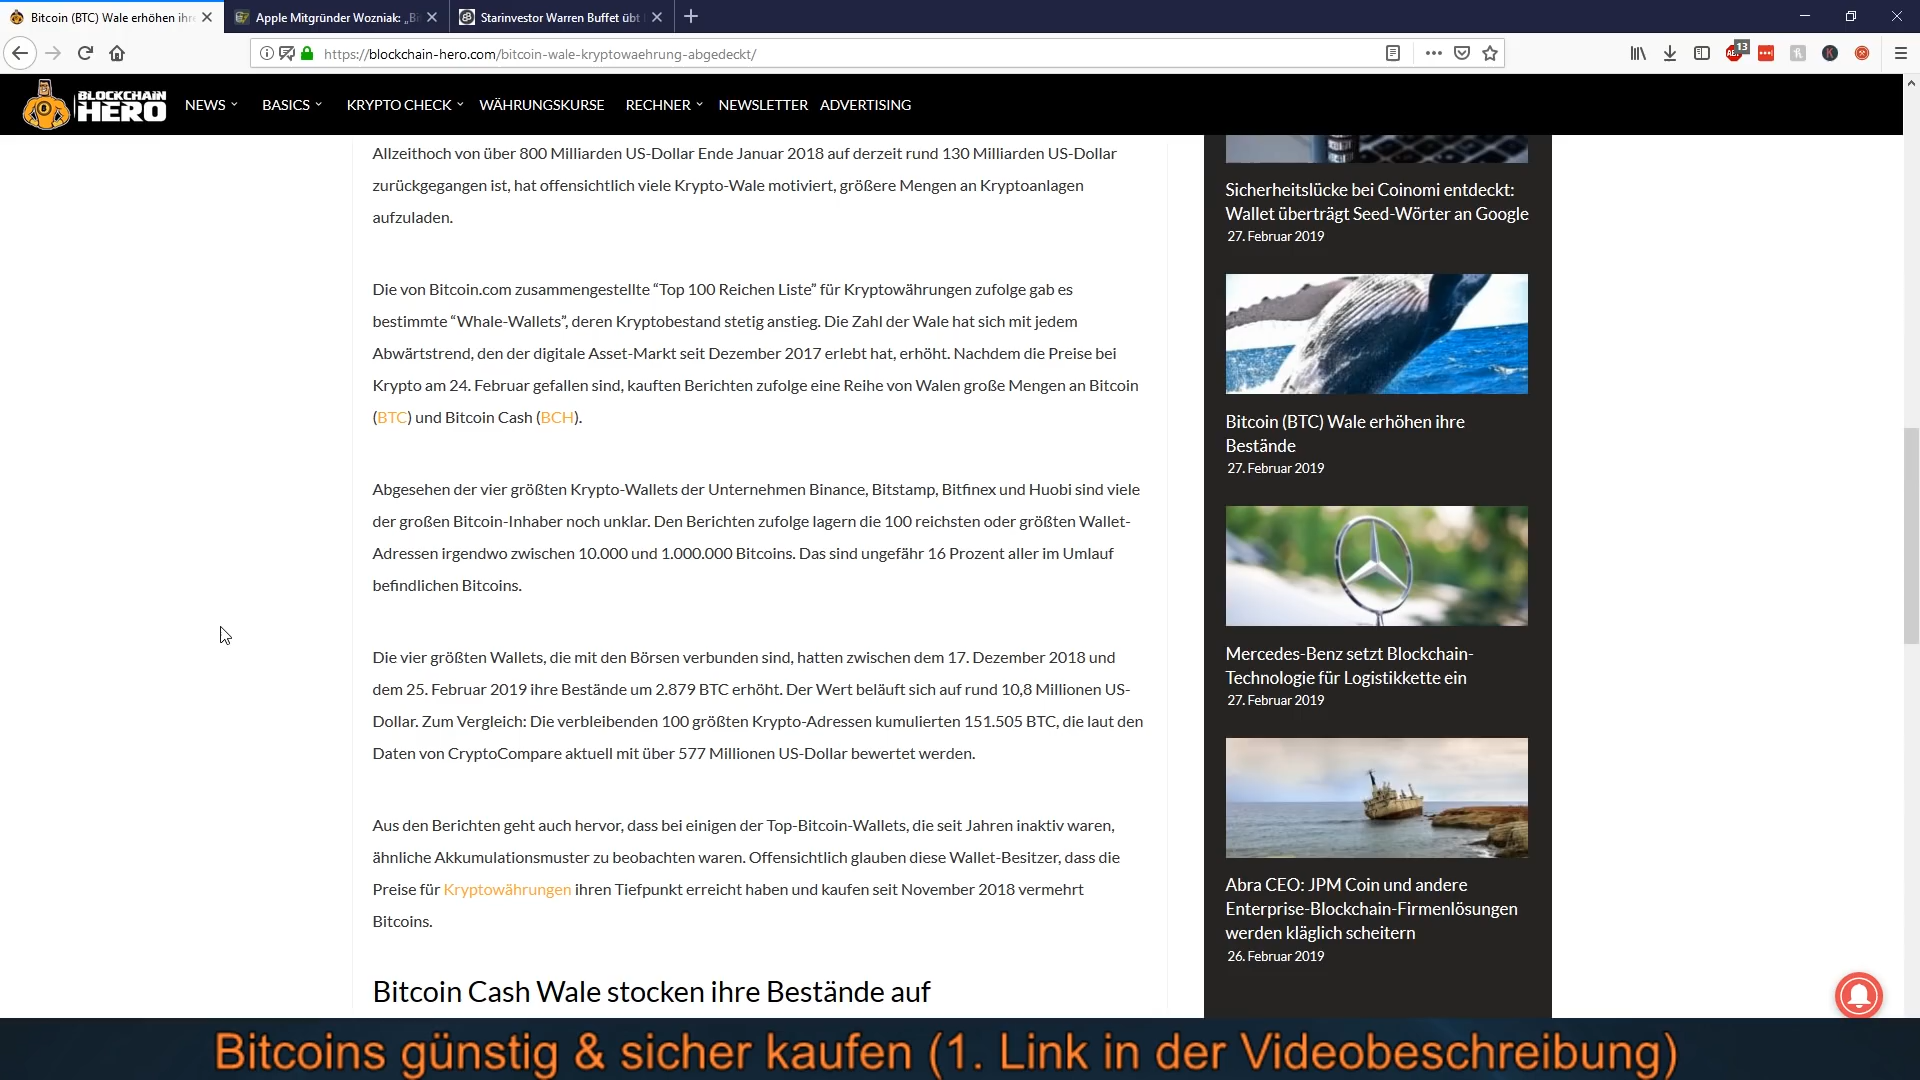 Bitcoin (BTC) Wale erhöhen ihre
Apple Mitgründer Wozniak: „Bi
Starinvestor Warren Buffet übt
https://blockchain-hero.com/bitcoin-wale-kryptowaehrung-abgedeckt/
13
BLOCKCHAIN
HERO
NEWS
BASICS
KRYPTO CHECK
WÄHRUNGSKURSE
RECHNER
NEWSLETTER
ADVERTISING
Allzeithoch von über 800 Milliarden US-Dollar Ende Januar 2018 auf derzeit rund 130 Milliarden US-Dollar
zurückgegangen ist, hat offensichtlich viele Krypto-Wale motiviert, größere Mengen an Kryptoanlagen
aufzuladen.
Die von Bitcoin.com zusammengestellte “Top 100 Reichen Liste” für Kryptowährungen zufolge gab es
bestimmte “Whale-Wallets”, deren Kryptobestand stetig anstieg. Die Zahl der Wale hat sich mit jedem
Abwärtstrend, den der digitale Asset-Markt seit Dezember 2017 erlebt hat, erhöht. Nachdem die Preise bei
Krypto am 24. Februar gefallen sind, kauften Berichten zufolge eine Reihe von Walen große Mengen an Bitcoin
(BTC) und Bitcoin Cash (BCH).
Abgesehen der vier größten Krypto-Wallets der Unternehmen Binance, Bitstamp, Bitfinex und Huobi sind viele
der großen Bitcoin-Inhaber noch unklar. Den Berichten zufolge lagern die 100 reichsten oder größten Wallet-
Adressen irgendwo zwischen 10.000 und 1.000.000 Bitcoins. Das sind ungefähr 16 Prozent aller im Umlauf
befindlichen Bitcoins.
Die vier größten Wallets, die mit den Börsen verbunden sind, hatten zwischen dem 17. Dezember 2018 und
dem 25. Februar 2019 ihre Bestände um 2.879 BTC erhöht. Der Wert beläuft sich auf rund 10,8 Millionen US-
Dollar. Zum Vergleich: Die verbleibenden 100 größten Krypto-Adressen kumulierten 151.505 BTC, die laut den
Daten von CryptoCompare aktuell mit über 577 Millionen US-Dollar bewertet werden.
Aus den Berichten geht auch hervor, dass bei einigen der Top-Bitcoin-Wallets, die seit Jahren inaktiv waren,
ähnliche Akkumulationsmuster zu beobachten waren. Offensichtlich glauben diese Wallet-Besitzer, dass die
Preise für Kryptowährungen ihren Tiefpunkt erreicht haben und kaufen seit November 2018 vermehrt
Bitcoins.
Bitcoin Cash Wale stocken ihre Bestände auf
Sicherheitslücke bei Coinomi entdeckt:
Wallet überträgt Seed-Wörter an Google
27. Februar 2019
Bitcoin (BTC) Wale erhöhen ihre
Bestände
27. Februar 2019
Mercedes-Benz setzt Blockchain-
Technologie für Logistikkette ein
27. Februar 2019
Abra CEO: JPM Coin und andere
Enterprise-Blockchain-Firmenlösungen
werden kläglich scheitern
26. Februar 2019
Bitcoins günstig & sicher kaufen (1. Link in der Videobeschreibung)